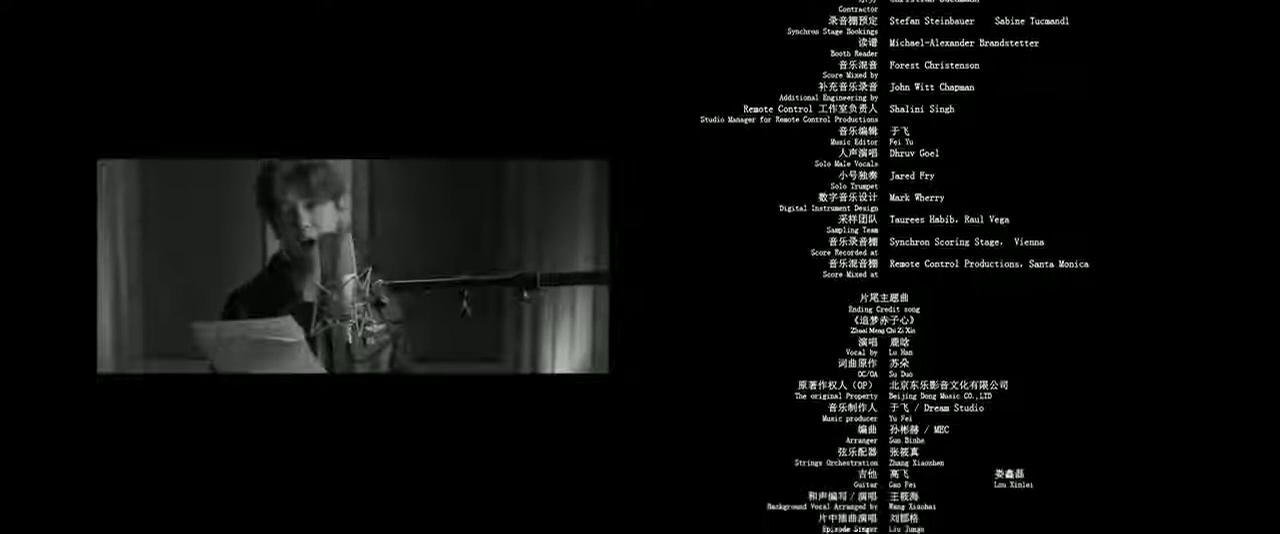 Contractor
录音棚预定 Stefan Steinbauer Sabine Tucmandl
Synchron Stage Bookings
读谱 Michael-Alexander Brandstetter
Booth Reader
音乐混音 Forest Christenson
Score Mixed by
补充音乐录音 John Witt Chapman
Additional Engineering by
Remote Control 工作室负责人 Shalini Singh
Studio Manager for Remote Control Productions
音乐编辑 于飞
Music Editor Fei Yu
人声演唱 Dhruv Goel
Solo Male Vocals
小号独奏 Jared Fry
Solo Trumpet
数字音乐设计 Mark Wherry
Digital Instrument Design
采样团队 Taurees Habib, Raul Vega
Sampling Team
音乐录音棚 Synchron Scoring Stage, Vienna
Score Recorded at
音乐混音棚 Remote Control Productions, Santa Monica
Score Mixed at
片尾主题曲
Ending Credit song
《追梦赤子心》
Zhui Meng Chi Zi Xin
演唱 鹿晗
Vocal by Lu Han
词曲原作 苏朵
OC/OA Su Duo
原著作权人（OP） 北京东乐影音文化有限公司
The original Property Beijing Dong Music CO.,LTD
音乐制作人 于飞 / Dream Studio
Music producer Yu Fei
编曲 孙彬赫 / MEC
Arranger Sun Binhe
弦乐配器 张筱真
Strings Orchestration Zhang Xiaozhen
吉他 高飞 娄鑫磊
Guitar Gao Fei Lou Xinlei
和声编写/演唱 王筱海
Background Vocal Arranged by Wang Xiaohai
片中插曲演唱
Episode Singer